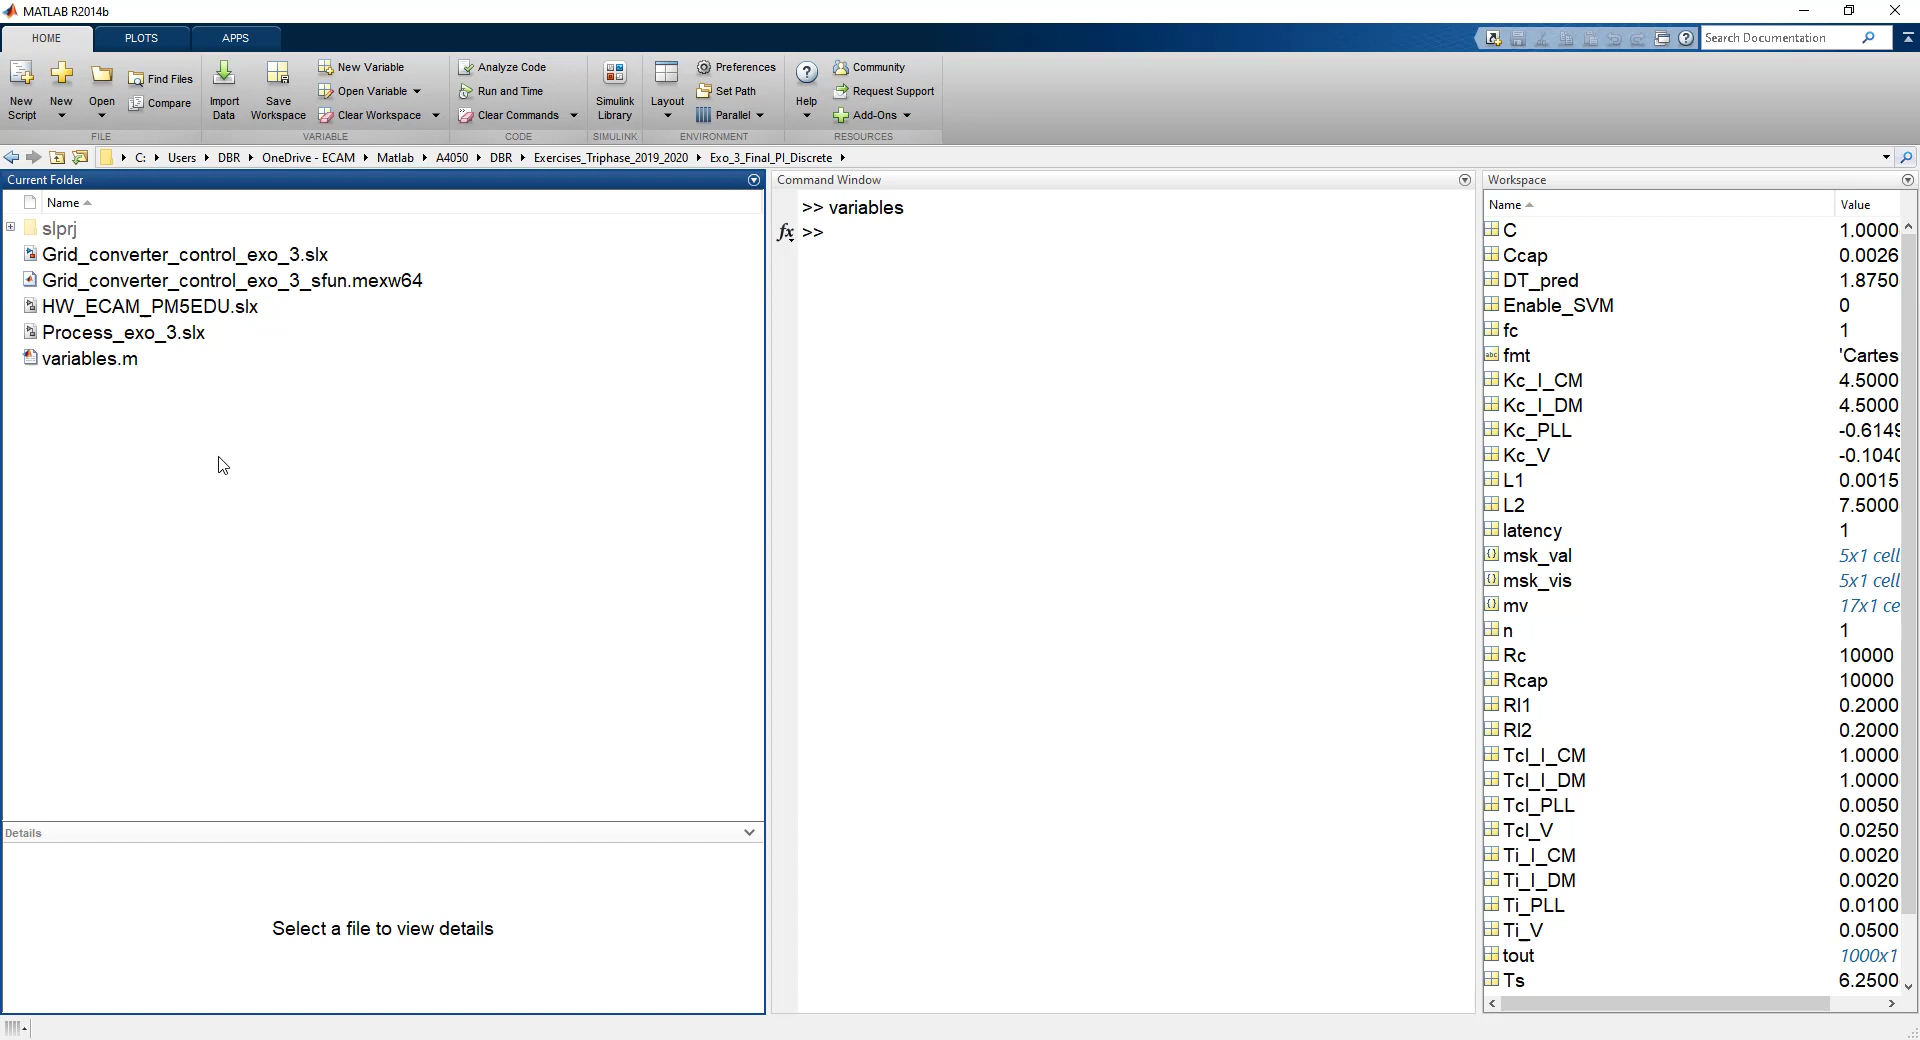 MATLAB R2014b
HOME PLOTS APPS
Search Documentation
New Script
New
Open
Find Files
Compare
Import Data
Save Workspace
New Variable
Open Variable
Clear Workspace
Analyze Code
Run and Time
Clear Commands
Simulink Library
Layout
Preferences
Set Path
Parallel
Help
Community
Request Support
Add-Ons
FILE VARIABLE CODE SIMULINK ENVIRONMENT RESOURCES
C: Users DBR OneDrive - ECAM Matlab A4050 DBR Exercises_Triphase_2019_2020 Exo_3_Final_PI_Discrete
Current Folder
Name
slprj
Grid_converter_control_exo_3.slx
Grid_converter_control_exo_3_sfun.mexw64
HW_ECAM_PM5EDU.slx
Process_exo_3.slx
variables.m
Details
Select a file to view details
Command Window
>> variables
fx >>
Workspace
Name Value
C 1.0000
Ccap 0.0026
DT_pred 1.8750
Enable_SVM 0
fc 1
abc fmt 'Cartes
Kc_I_CM 4.5000
Kc_I_DM 4.5000
Kc_PLL -0.6149
Kc_V -0.1040
L1 0.0015
L2 7.5000
latency 1
msk_val 5x1 cell
msk_vis 5x1 cell
mv 17x1 ce
n 1
Rc 10000
Rcap 10000
Rl1 0.2000
Rl2 0.2000
Tcl_I_CM 1.0000
Tcl_I_DM 1.0000
Tcl_PLL 0.0050
Tcl_V 0.0250
Ti_I_CM 0.0020
Ti_I_DM 0.0020
Ti_PLL 0.0100
Ti_V 0.0500
tout 1000x1
Ts 6.2500